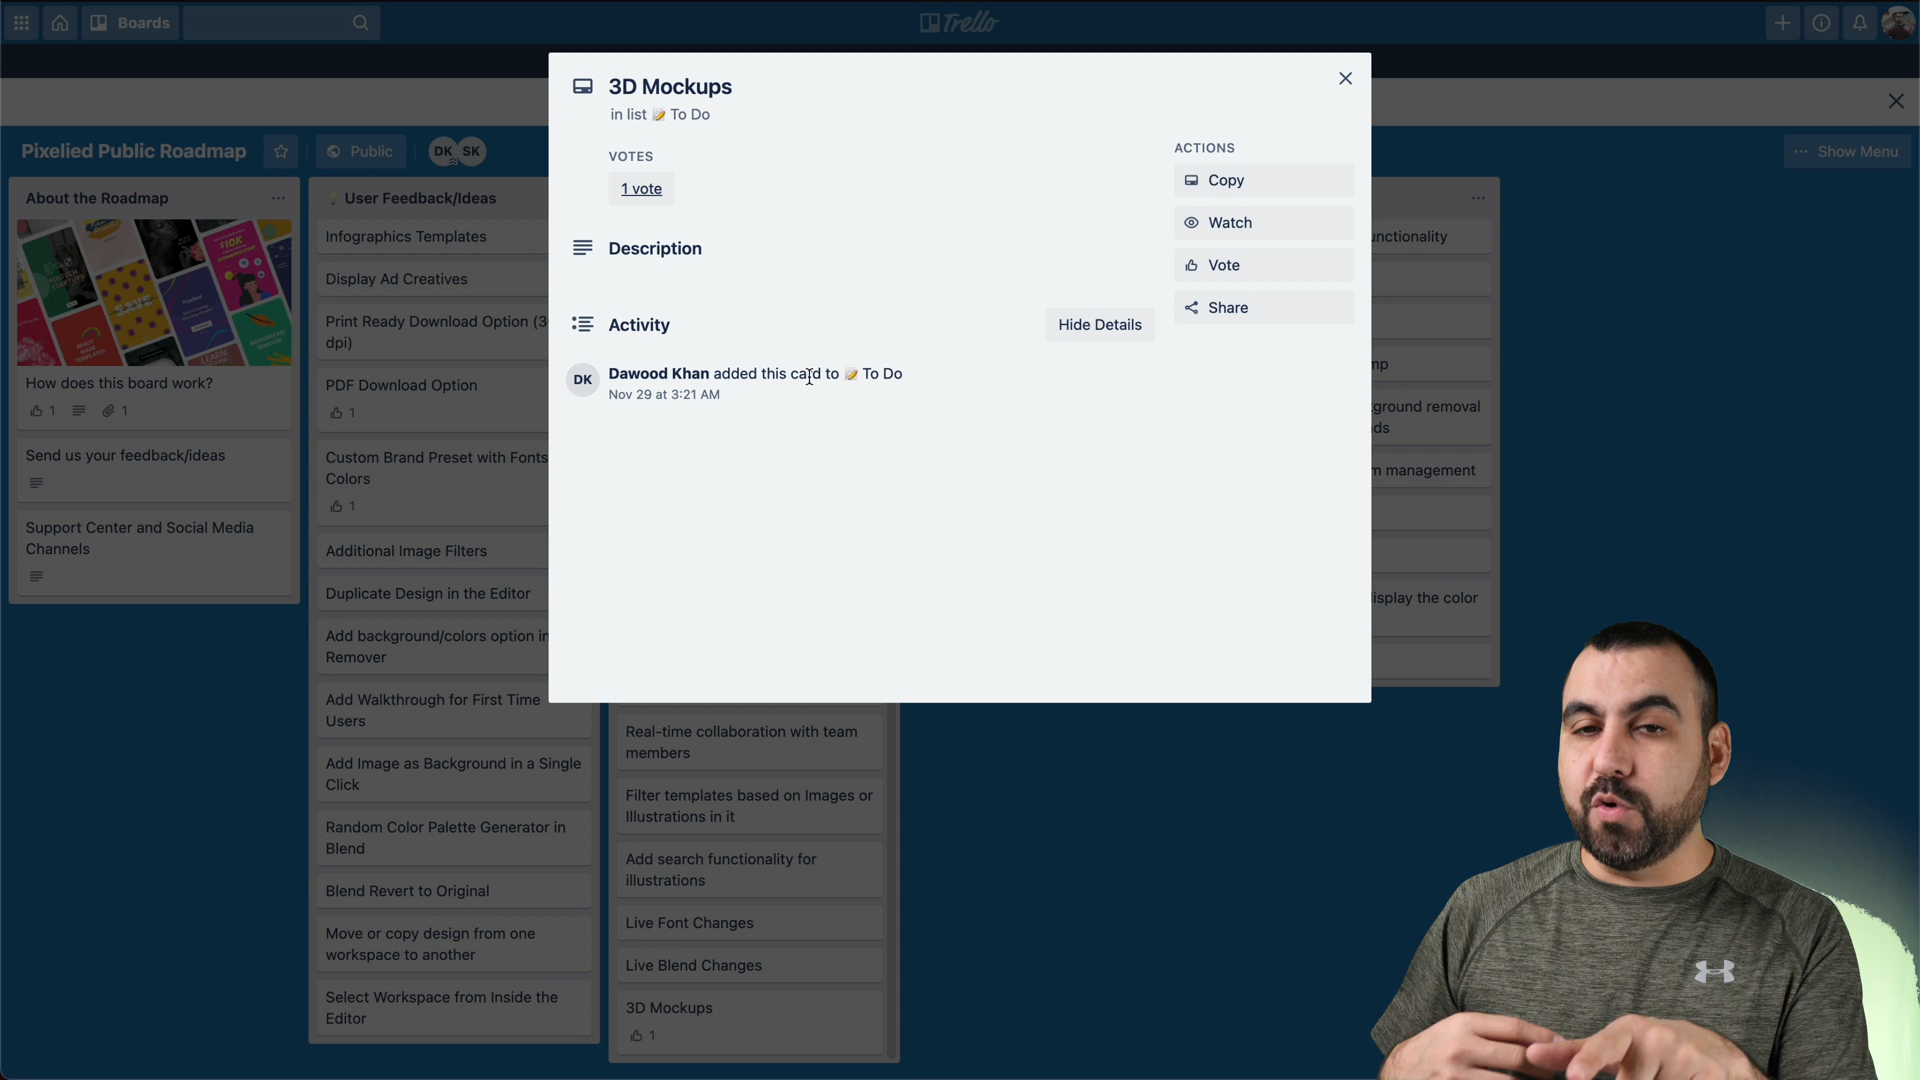 Boards
Trello
3D Mockups
in list 📝 To Do
VOTES
1 vote
Description
Activity
Hide Details
DK
Dawood Khan added this card to 📝 To Do
Nov 29 at 3:21 AM
ACTIONS
Copy
Watch
Vote
Share
Pixelied Public Roadmap
Public
DK
SK
Show Menu
About the Roadmap
How does this board work?
1
1
Send us your feedback/ideas
Support Center and Social Media
Channels
User Feedback/Ideas
Infographics Templates
Display Ad Creatives
Print Ready Download Option (3
dpi)
PDF Download Option
1
Custom Brand Preset with Fonts
Colors
1
Additional Image Filters
Duplicate Design in the Editor
Add background/colors option in
Remover
Add Walkthrough for First Time
Users
Add Image as Background in a Single
Click
Random Color Palette Generator in
Blend
Blend Revert to Original
Move or copy design from one
workspace to another
Select Workspace from Inside the
Editor
Real-time collaboration with team
members
Filter templates based on Images or
Illustrations in it
Add search functionality for
illustrations
Live Font Changes
Live Blend Changes
3D Mockups
1
management
display the color